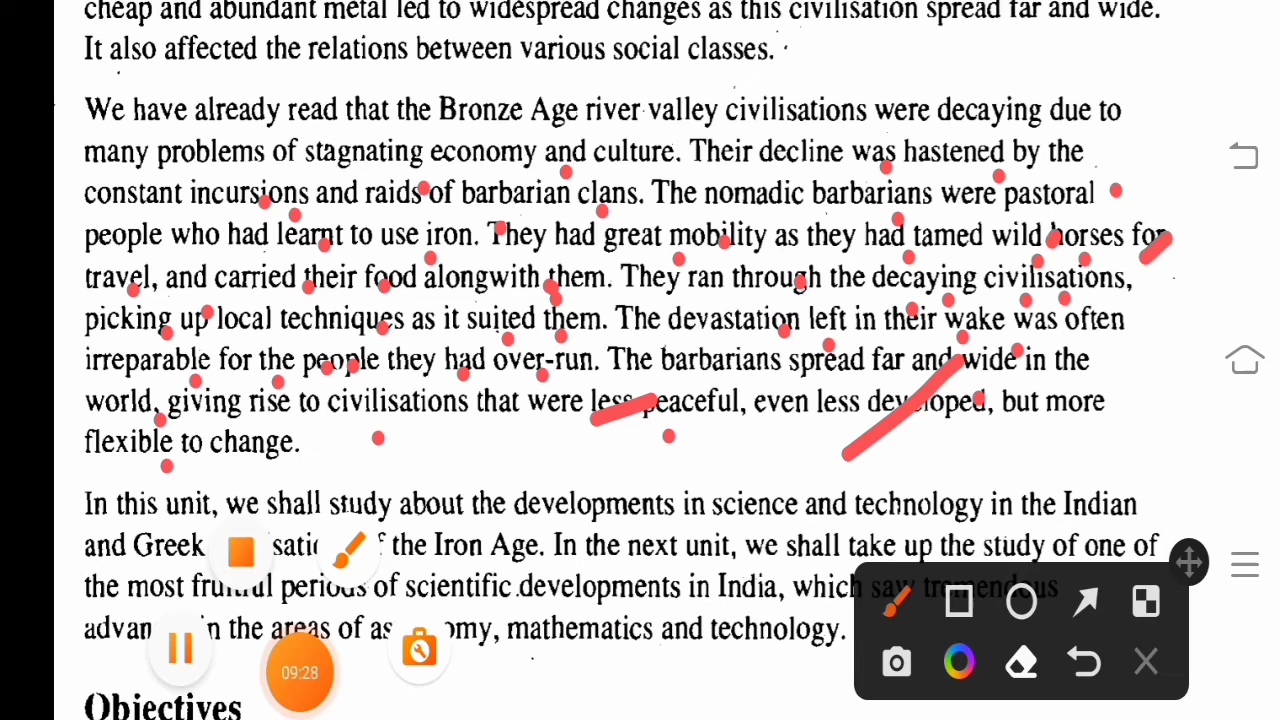 cheap and abundant metal led to widespread changes as this civilisation spread far and wide.
It also affected the relations between various social classes.
We have already read that the Bronze Age river valley civilisations were decaying due to
many problems of stagnating economy and culture. Their decline was hastened by the
constant incursions and raids of barbarian clans. The nomadic barbarians were pastoral
people who had learnt to use iron. They had great mobility as they had tamed wild horses for
travel, and carried their food alongwith them. They ran through the decaying civilisations,
picking up local techniques as it suited them. The devastation left in their wake was often
irreparable for the people they had over-run. The barbarians spread far and wide in the
world, giving rise to civilisations that were less peaceful, even less developed, but more
flexible to change.
In this unit, we shall study about the developments in science and technology in the Indian
and Greek the Iron Age. In the next unit, we shall take up the study of one of
the most fruitful periods of scientific developments in India, which saw tremendous
in the areas of mathematics and technology.
09:28
Objectives